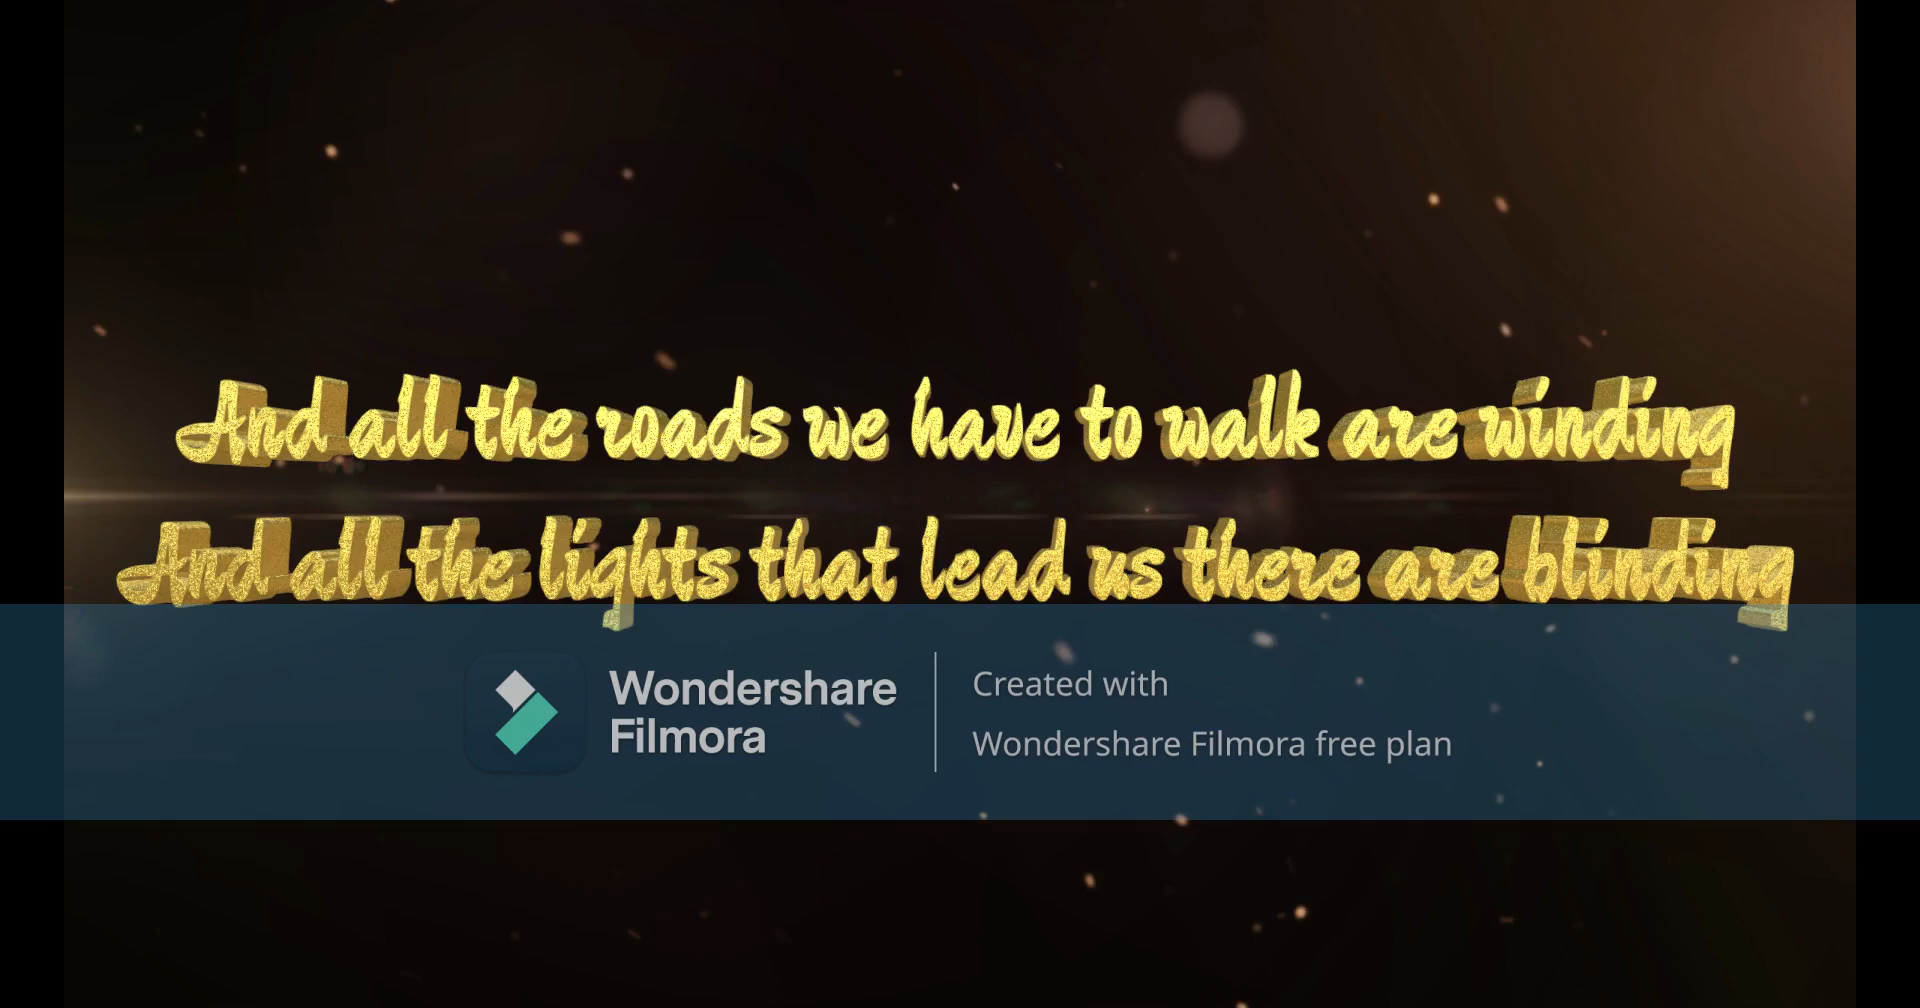 And all the roads we have to walk are winding
And all the lights that lead us there are blinding
Wondershare
Filmora
Created with
Wondershare Filmora free plan